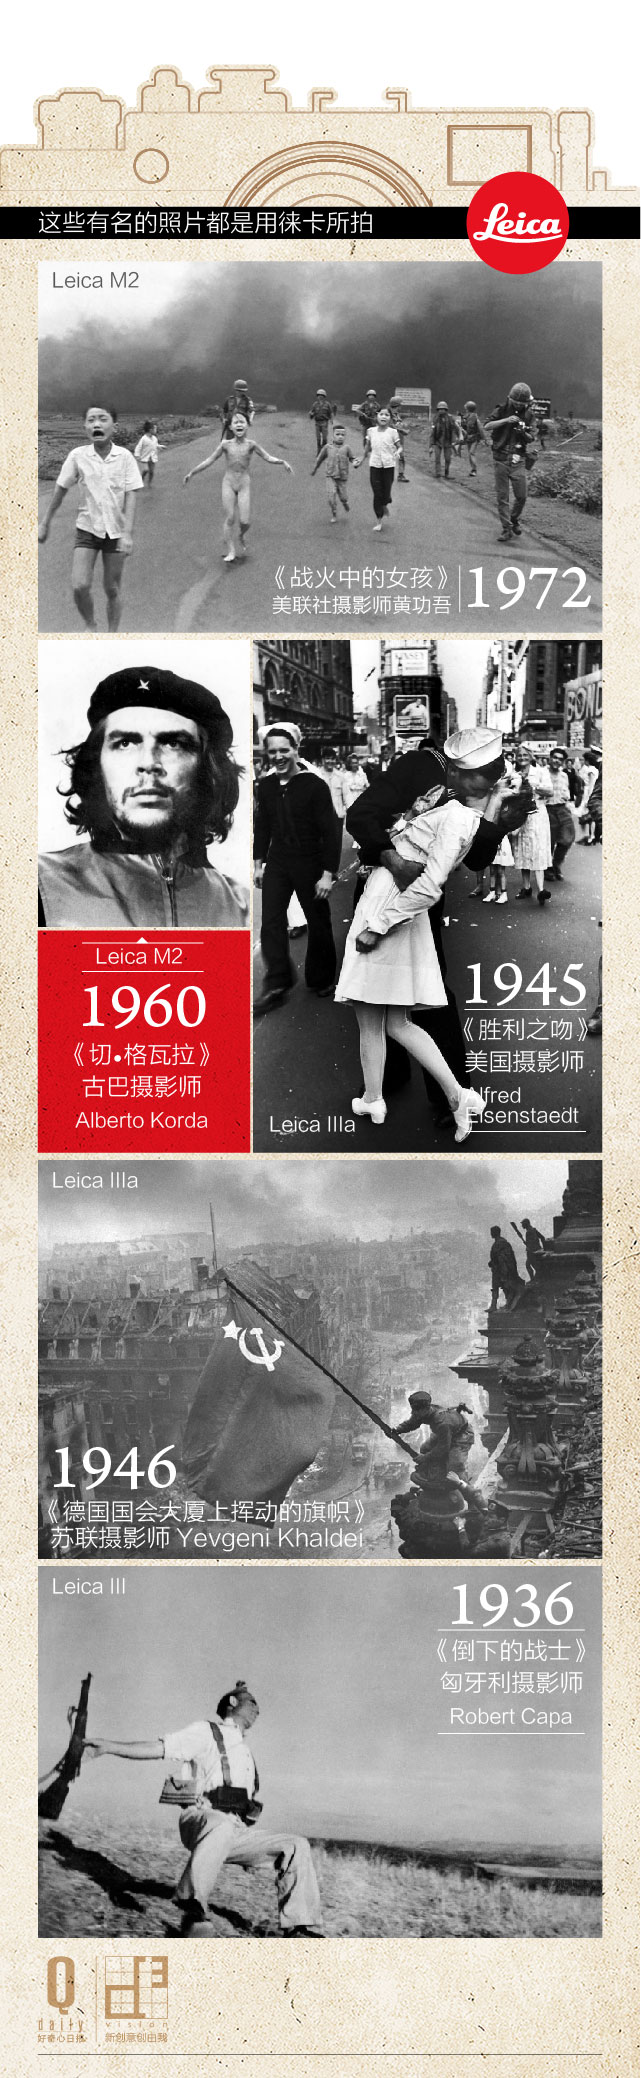 这些有名的照片都是用徕卡所拍
Leica
Leica M2
《战火中的女孩》
美联社摄影师黄功吾
1972
Leica M2
1960
《切•格瓦拉》
古巴摄影师
Alberto Korda
1945
《胜利之吻》
美国摄影师
Alfred
Eisenstaedt
Leica IIIa
Leica IIIa
1946
《德国国会大厦上挥动的旗帜》
苏联摄影师 Yevgeni Khaldei
Leica III
1936
《倒下的战士》
匈牙利摄影师
Robert Capa
Q
daily
好奇心日报
vision
新创意创由我